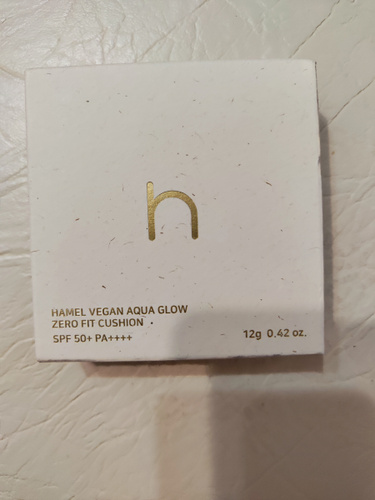 h
HAMEL VEGAN AQUA GLOW
ZERO FIT CUSHION
SPF 50+ PA++++
12g 0.42 oz.